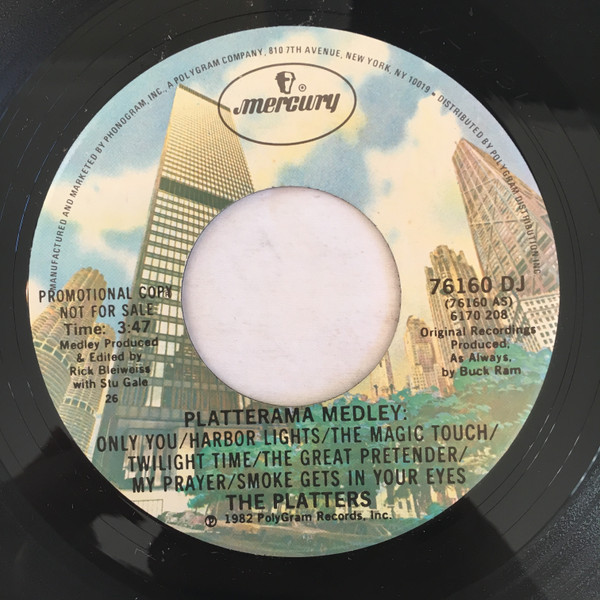 MANUFACTURED AND MARKETED BY PHONOGRAM, INC., A POLYGRAM COMPANY, 810 7TH AVENUE, NEW YORK, NY 10019 • DISTRIBUTED BY POLYGRAM DISTRIBUTION, INC.
mercury ®
PROMOTIONAL COPY
NOT FOR SALE
Time: 3:47
Medley Produced
& Edited by
Rick Bleiweiss
with Stu Gale
26
76160 DJ
(76160 AS)
6170 208
Original Recordings
Produced,
As Always,
by Buck Ram
PLATTERAMA MEDLEY:
ONLY YOU/HARBOR LIGHTS/THE MAGIC TOUCH/
TWILIGHT TIME/THE GREAT PRETENDER/
MY PRAYER/SMOKE GETS IN YOUR EYES
THE PLATTERS
℗ 1982 PolyGram Records, Inc.